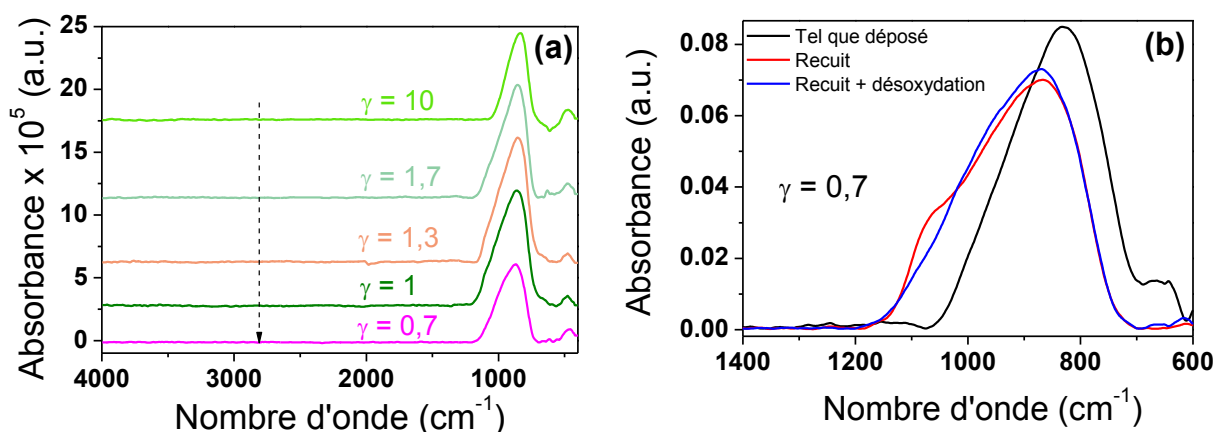 (a)
Absorbance x 10^5 (a.u.)
25
20
15
10
5
0
γ = 10
γ = 1,7
γ = 1,3
γ = 1
γ = 0,7
4000 3000 2000 1000
Nombre d'onde (cm^-1)
(b)
Absorbance (a.u.)
0.08
0.06
0.04
0.02
0.00
Tel que déposé
Recuit
Recuit + désoxydation
γ = 0,7
1400 1200 1000 800 600
Nombre d'onde (cm^-1)